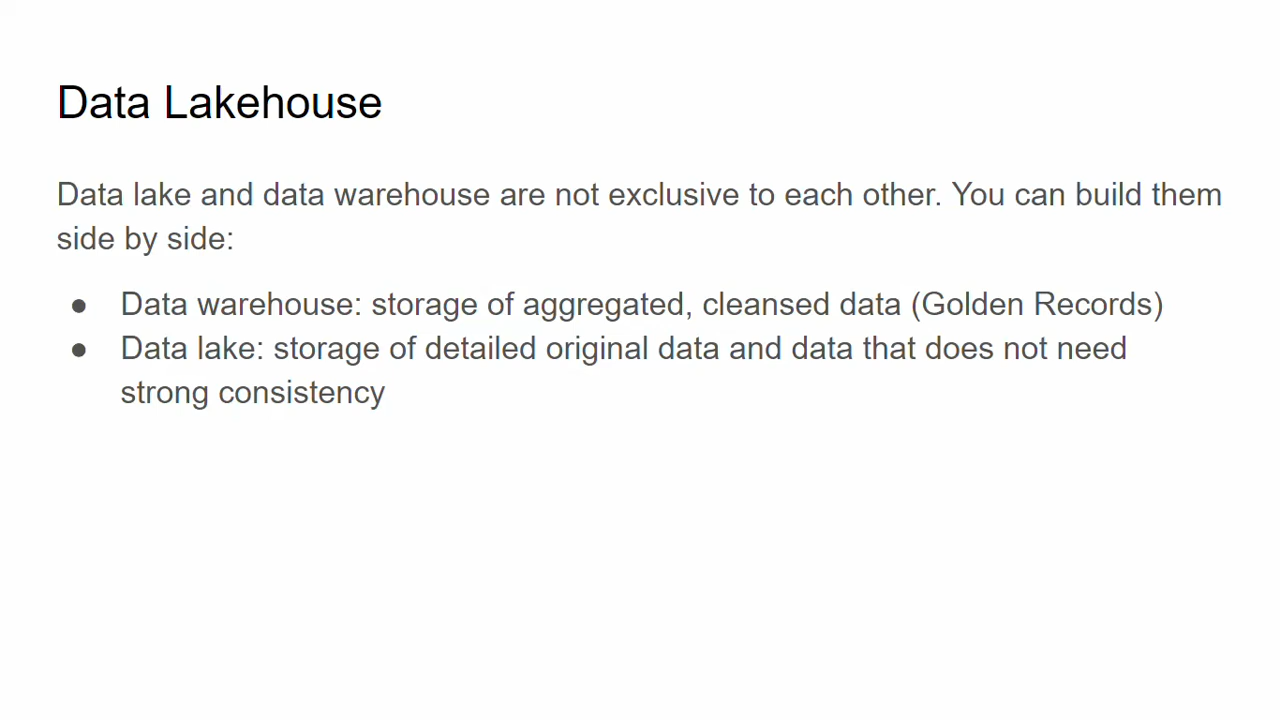 Data Lakehouse
Data lake and data warehouse are not exclusive to each other. You can build them
side by side:
● Data warehouse: storage of aggregated, cleansed data (Golden Records)
● Data lake: storage of detailed original data and data that does not need
strong consistency